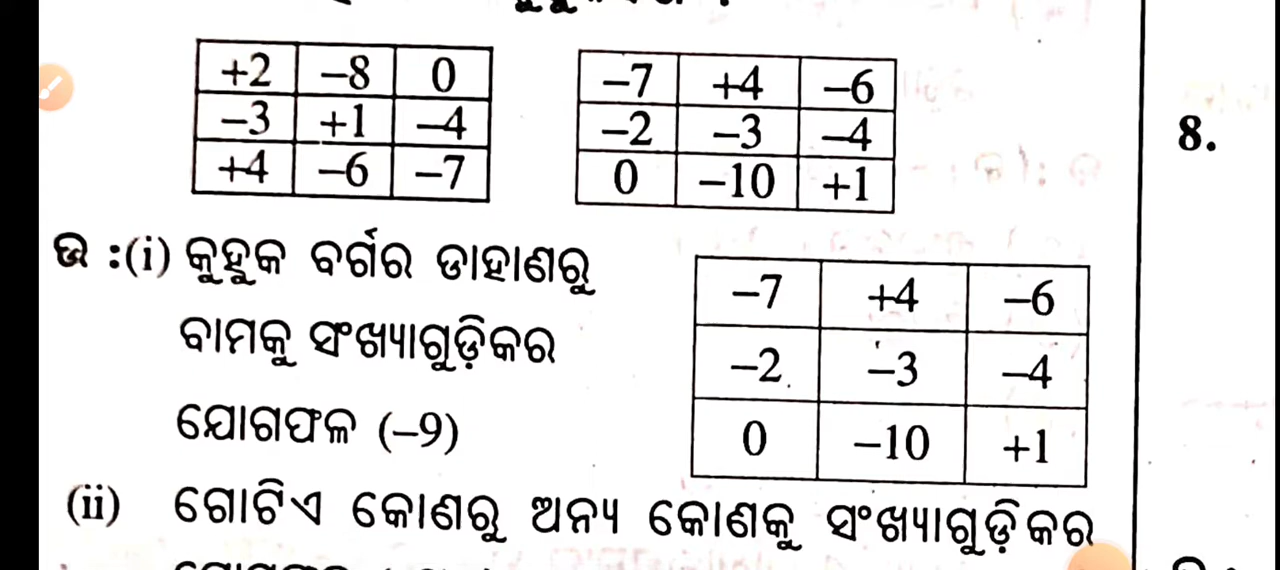 +2 –8 0
–3 +1 –4
+4 –6 –7
–7 +4 –6
–2 –3 –4
0 –10 +1
8.
ଉ :(i) କୁହୁକ ବର୍ଗର ଡାହାଣରୁ
ବାମକୁ ସଂଖ୍ୟାଗୁଡ଼ିକର
ଯୋଗଫଳ (–9)
–7 +4 –6
–2 –3 –4
0 –10 +1
(ii) ଗୋଟିଏ କୋଣରୁ ଅନ୍ୟ କୋଣକୁ ସଂଖ୍ୟାଗୁଡ଼ିକର